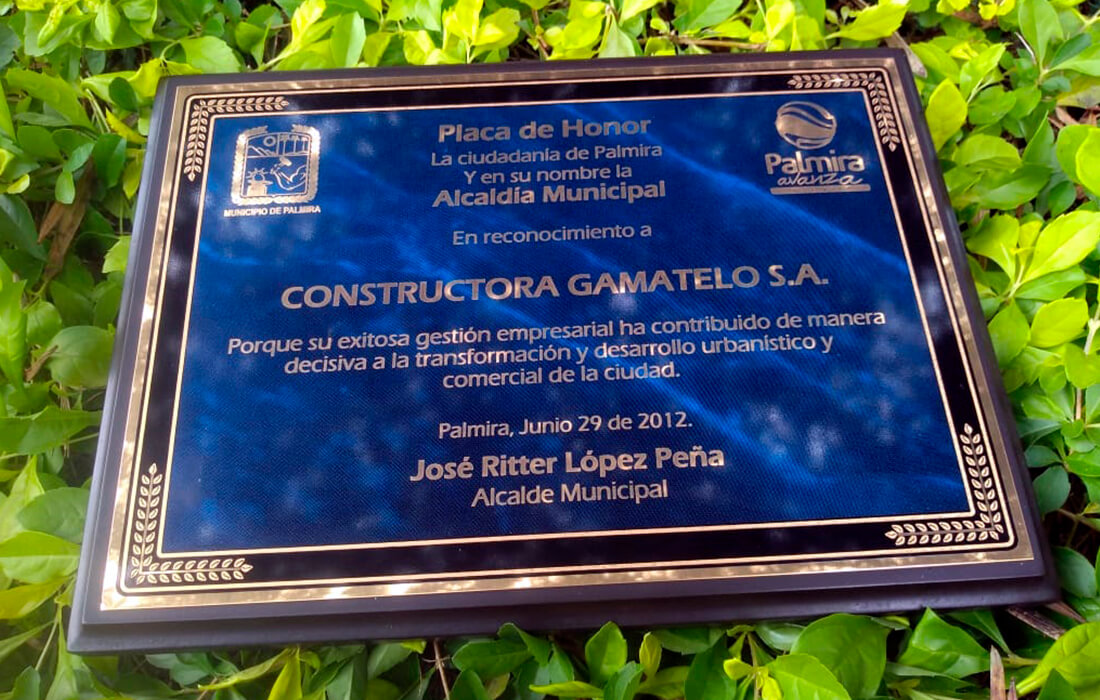 Placa de Honor
La ciudadanía de Palmira
Y en su nombre la
Alcaldía Municipal
MUNICIPIO DE PALMIRA
Palmira
avanza
En reconocimiento a
CONSTRUCTORA GAMATELO S.A.
Porque su exitosa gestión empresarial ha contribuido de manera
decisiva a la transformación y desarrollo urbanístico y
comercial de la ciudad.
Palmira, Junio 29 de 2012.
José Ritter López Peña
Alcalde Municipal